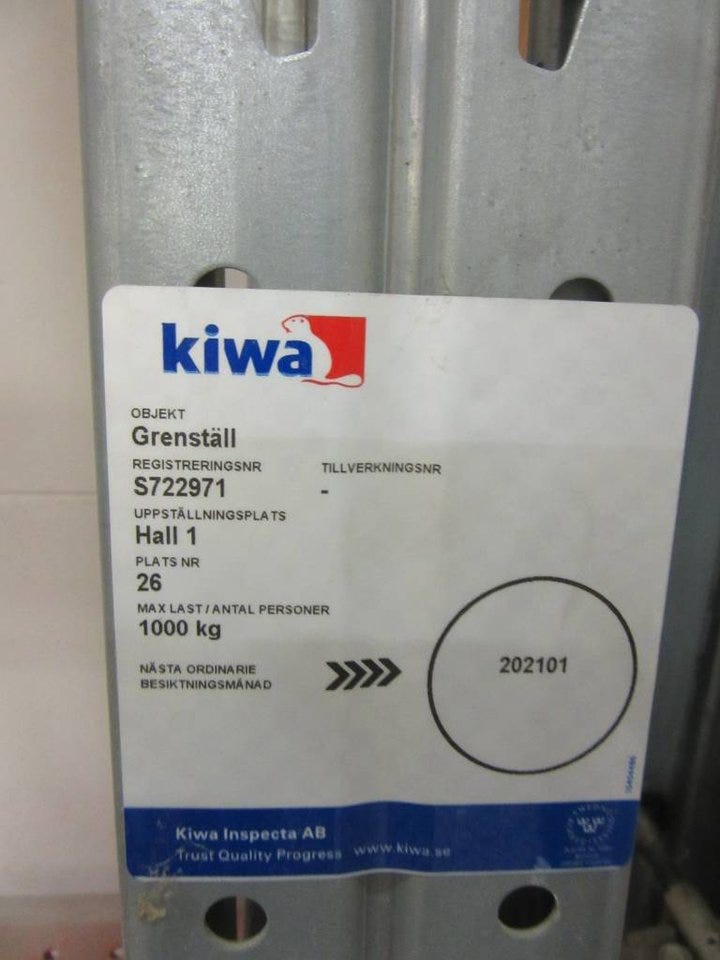 kiwa
OBJEKT
Grenställ
REGISTRERINGSNR TILLVERKNINGSNR
S722971 -
UPPSTÄLLNINGSPLATS
Hall 1
PLATS NR
26
MAX LAST / ANTAL PERSONER
1000 kg
NÄSTA ORDINARIE
BESIKTNINGSMÅNAD
>>>> 202101
Kiwa Inspecta AB
Trust Quality Progress www.kiwa.se